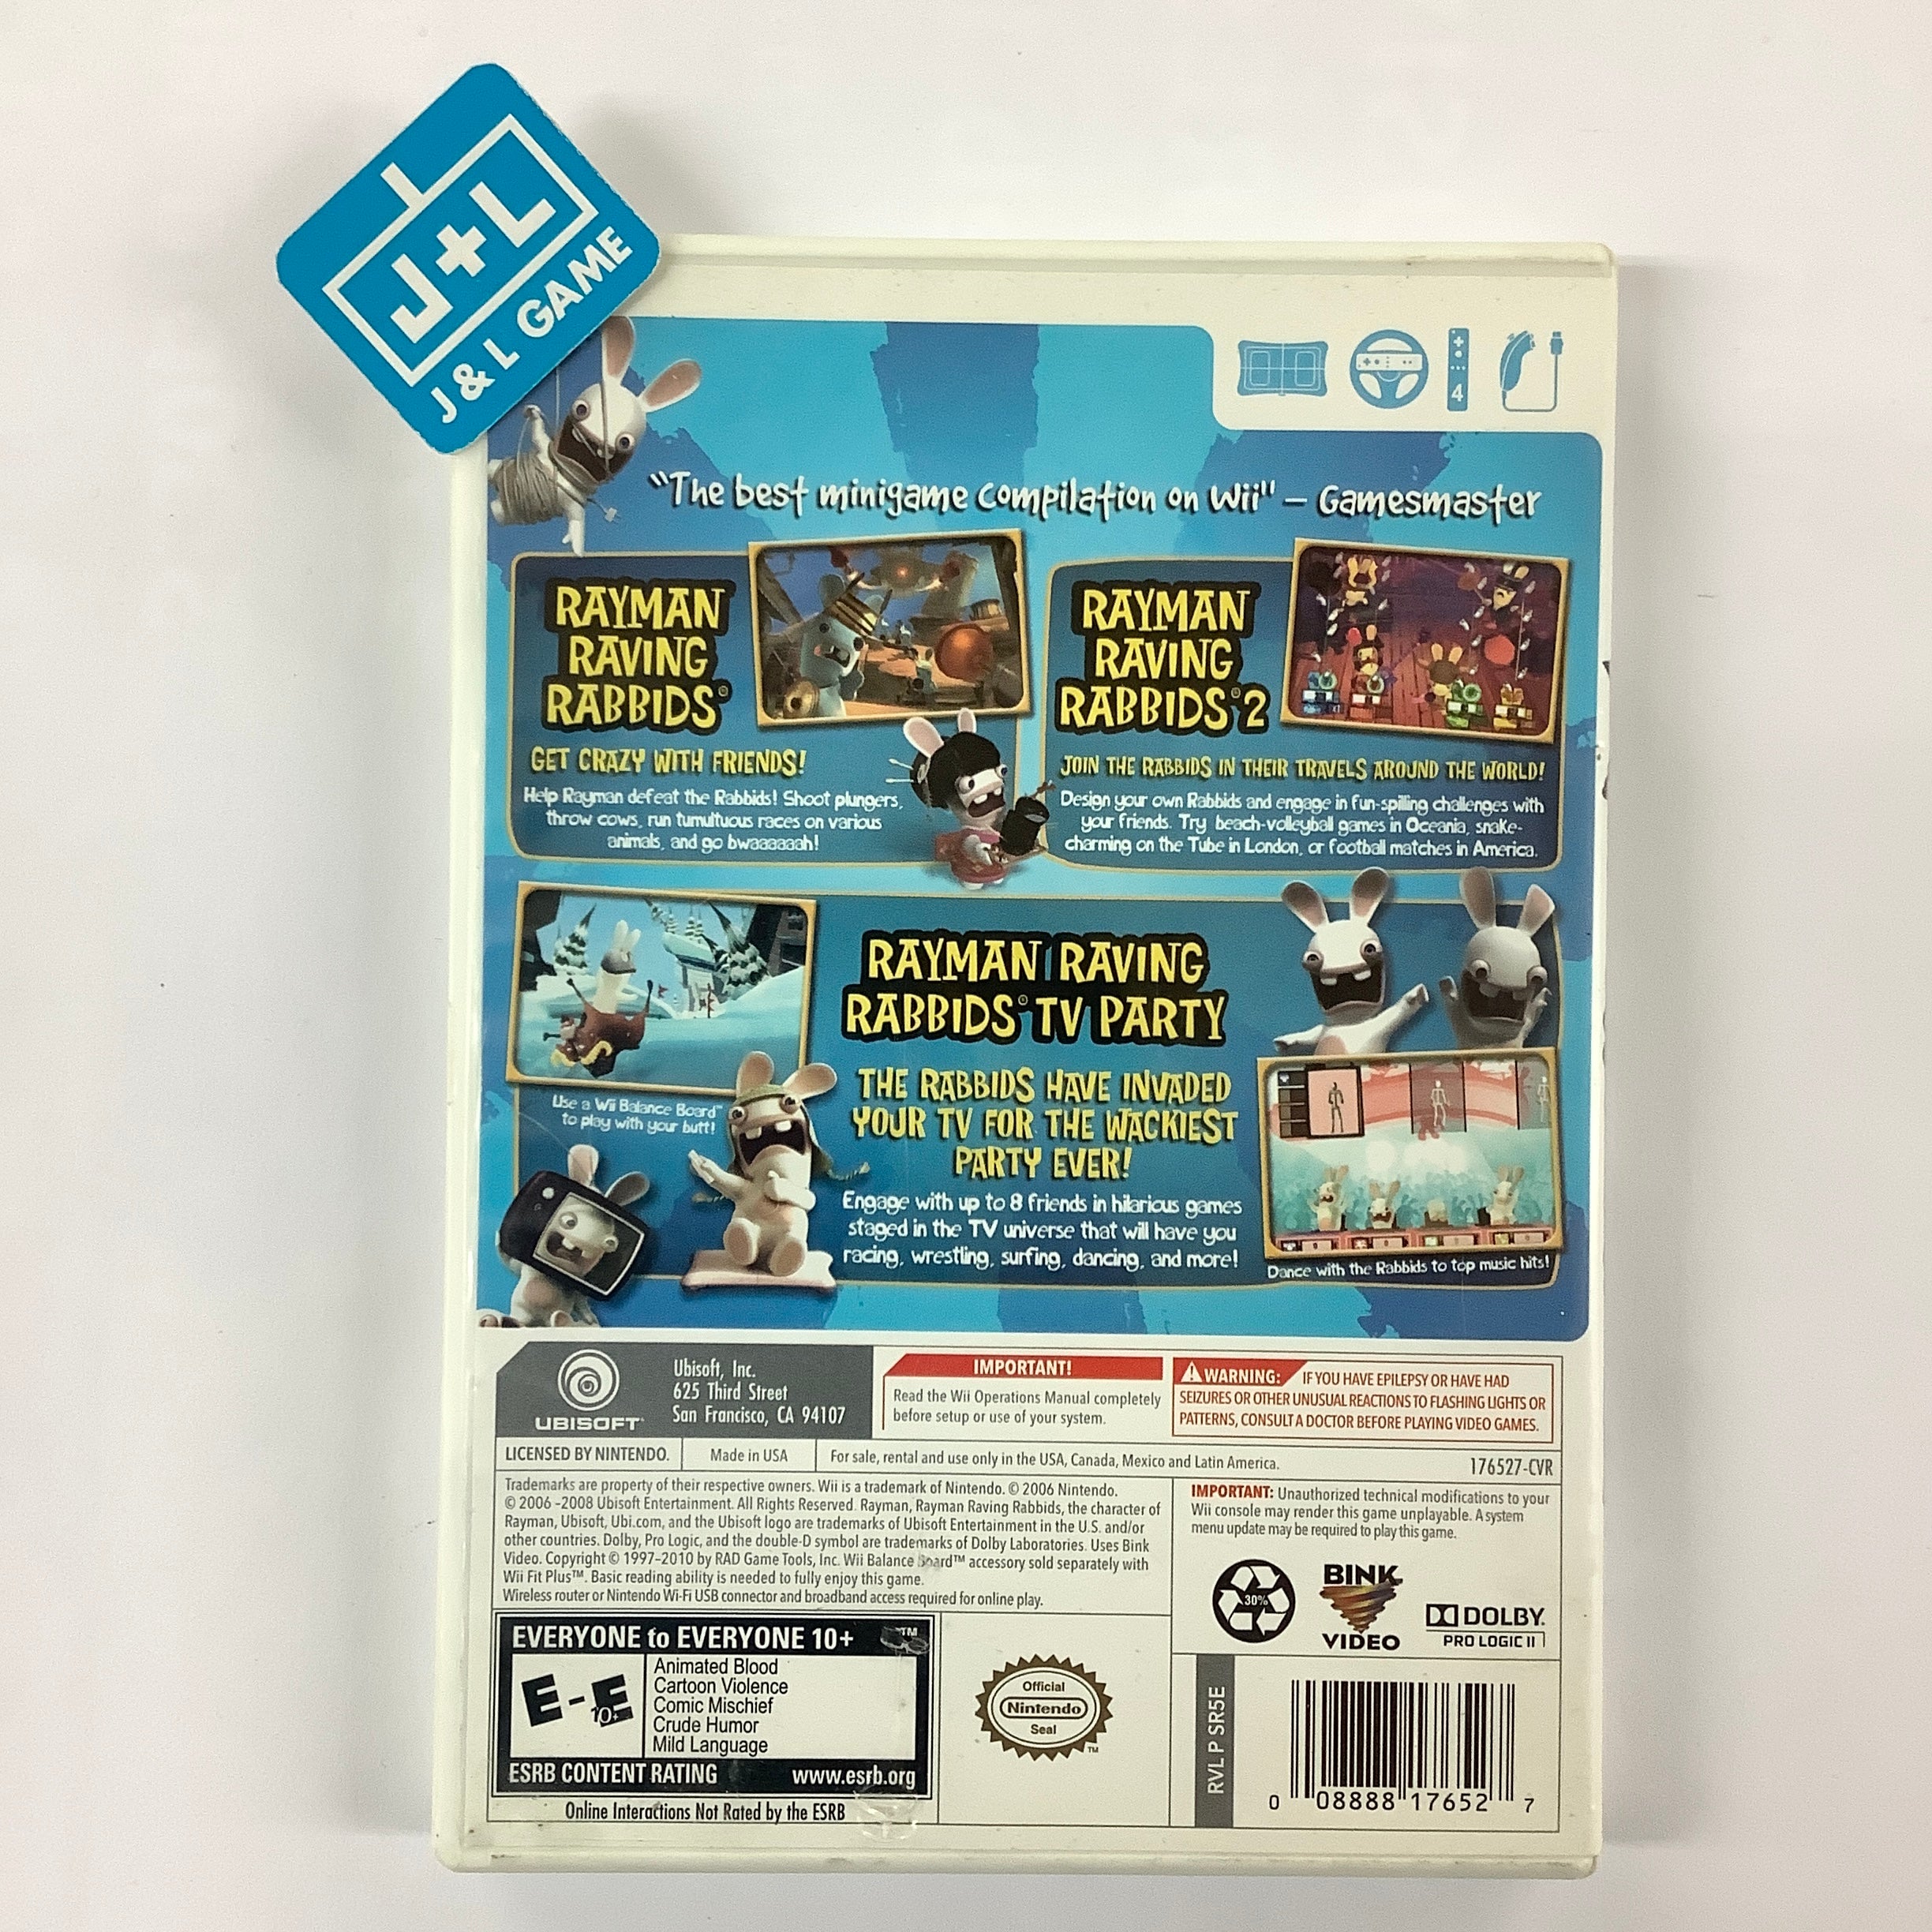 J+L
J & L GAME
4
"The best minigame compilation on Wii" – Gamesmaster
RAYMAN
RAVING
RABBIDS®
GET CRAZY WITH FRIENDS!
Help Rayman defeat the Rabbids! Shoot plungers,
throw cows, run tumultuous races on various
animals, and go bwaaaaaah!
RAYMAN
RAVING
RABBIDS® 2
JOIN THE RABBIDS IN THEIR TRAVELS AROUND THE WORLD!
Design your own Rabbids and engage in fun-spilling challenges with
your friends. Try beach-volleyball games in Oceania, snake-
charming on the Tube in London, or football matches in America.
RAYMAN RAVING
RABBIDS® TV PARTY
THE RABBIDS HAVE INVADED
YOUR TV FOR THE WACKIEST
PARTY EVER!
Engage with up to 8 friends in hilarious games
staged in the TV universe that will have you
racing, wrestling, surfing, dancing, and more!
Use a Wii Balance Board™
to play with your butt!
Dance with the Rabbids to top music hits!
UBISOFT
Ubisoft, Inc.
625 Third Street
San Francisco, CA 94107
IMPORTANT!
Read the Wii Operations Manual completely
before setup or use of your system.
WARNING: IF YOU HAVE EPILEPSY OR HAVE HAD
SEIZURES OR OTHER UNUSUAL REACTIONS TO FLASHING LIGHTS OR
PATTERNS, CONSULT A DOCTOR BEFORE PLAYING VIDEO GAMES.
LICENSED BY NINTENDO.
Made in USA
For sale, rental and use only in the USA, Canada, Mexico and Latin America.
176527-CVR
Trademarks are property of their respective owners. Wii is a trademark of Nintendo. © 2006 Nintendo.
© 2006 -2008 Ubisoft Entertainment. All Rights Reserved. Rayman, Rayman Raving Rabbids, the character of
Rayman, Ubisoft, Ubi.com, and the Ubisoft logo are trademarks of Ubisoft Entertainment in the U.S. and/or
other countries. Dolby, Pro Logic, and the double-D symbol are trademarks of Dolby Laboratories. Uses Bink
Video. Copyright © 1997-2010 by RAD Game Tools, Inc. Wii Balance Board™ accessory sold separately with
Wii Fit Plus™. Basic reading ability is needed to fully enjoy this game.
Wireless router or Nintendo Wi-Fi USB connector and broadband access required for online play.
IMPORTANT: Unauthorized technical modifications to your
Wii console may render this game unplayable. A system
menu update may be required to play this game.
30%
BINK
VIDEO
DOLBY.
PRO LOGIC II
EVERYONE to EVERYONE 10+ ™
E - E
10+
Animated Blood
Cartoon Violence
Comic Mischief
Crude Humor
Mild Language
ESRB CONTENT RATING www.esrb.org
Online Interactions Not Rated by the ESRB
Official
Nintendo
Seal
™
RVL P SR5E
0 08888 17652 7